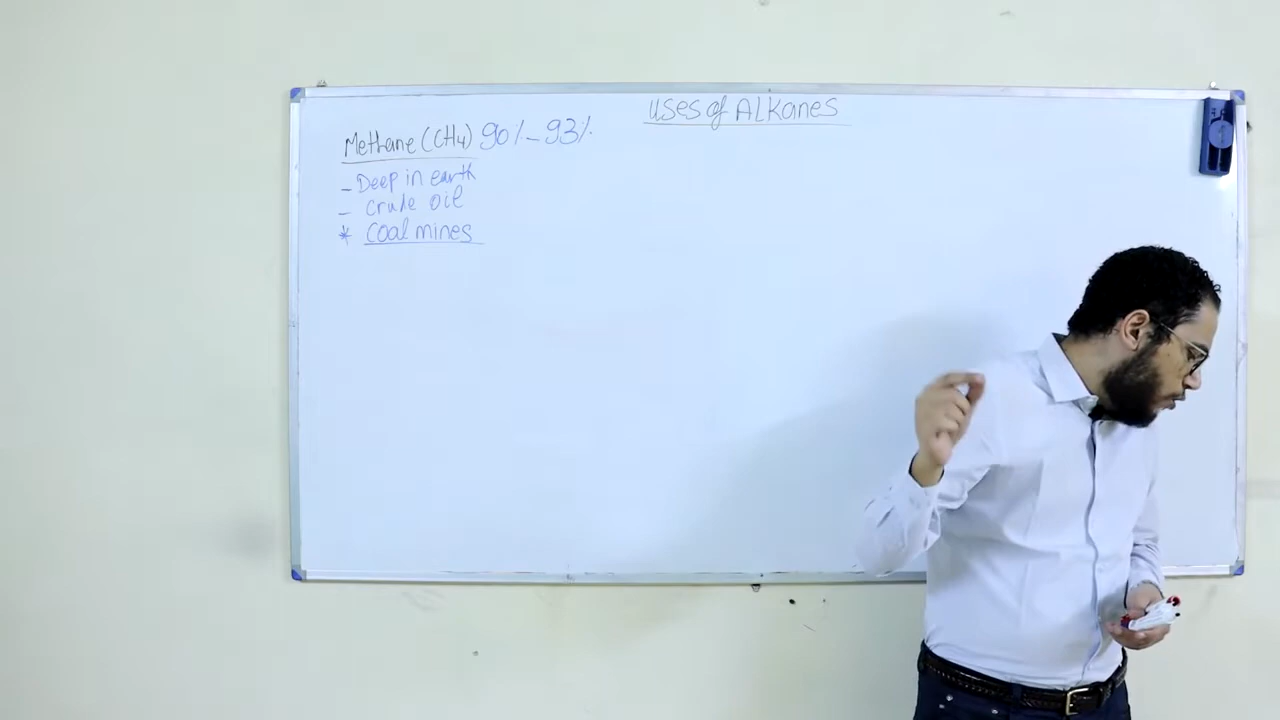 Uses of Alkanes
Methane (CH4) 90% - 93%
- Deep in earth
- crude oil
* Coal mines